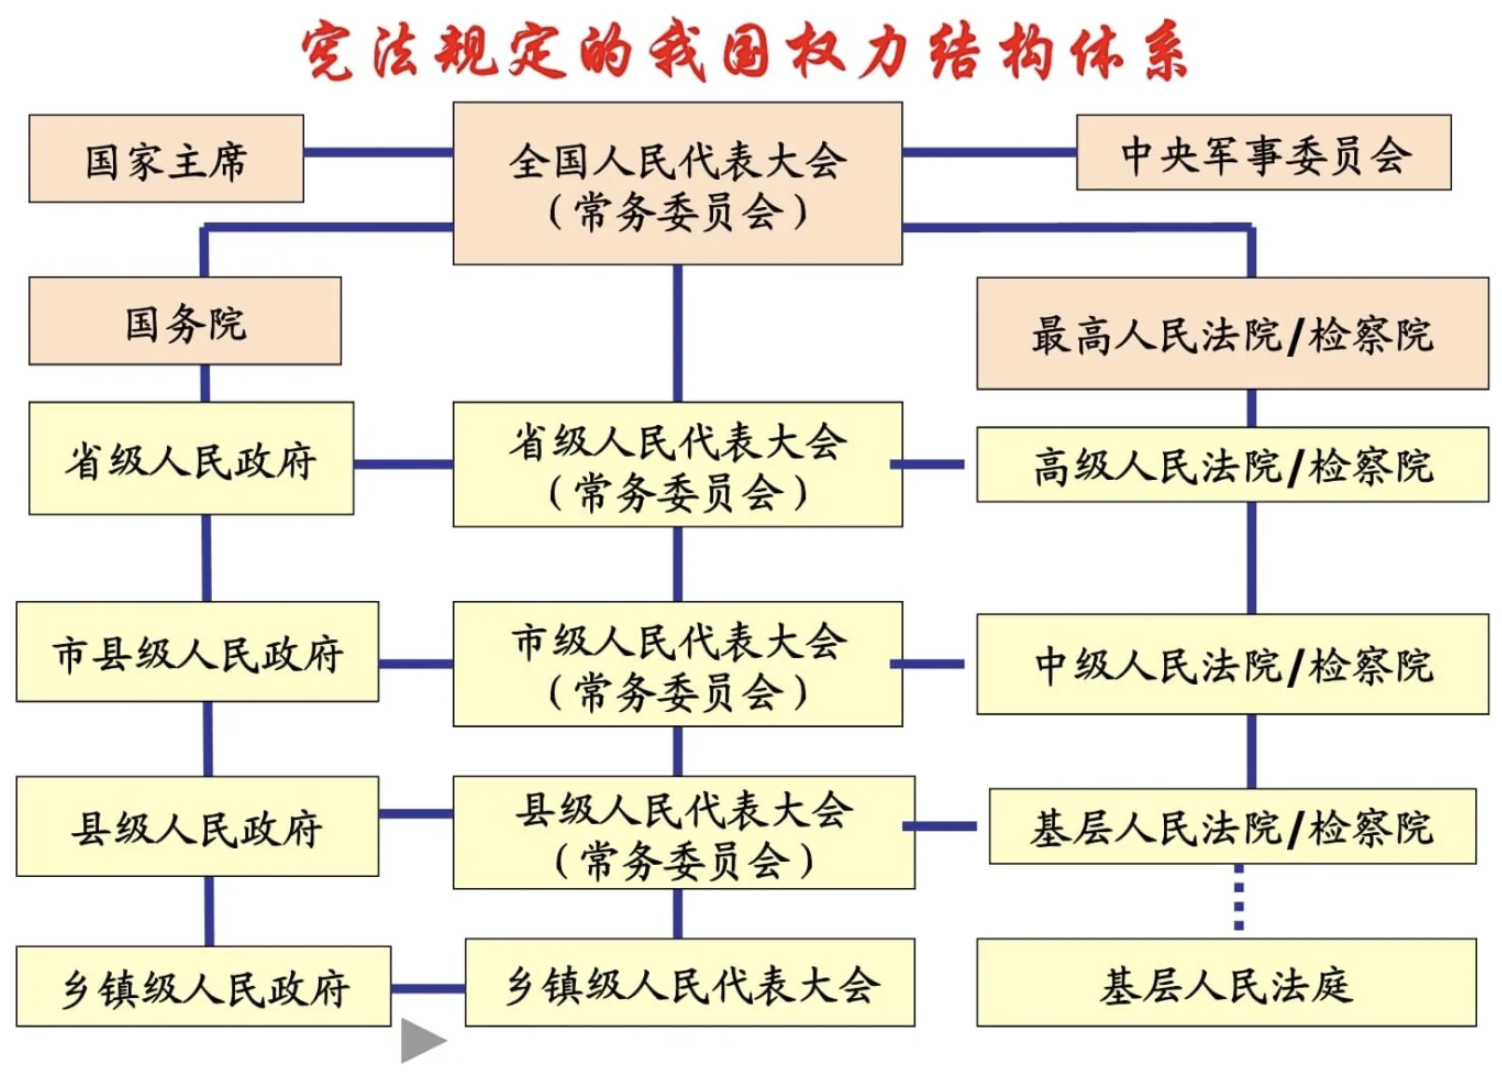 宪法规定的我国权力结构体系
国家主席
全国人民代表大会
（常务委员会）
中央军事委员会
国务院
最高人民法院/检察院
省级人民政府
省级人民代表大会
（常务委员会）
高级人民法院/检察院
市县级人民政府
市级人民代表大会
（常务委员会）
中级人民法院/检察院
县级人民政府
县级人民代表大会
（常务委员会）
基层人民法院/检察院
乡镇级人民政府
乡镇级人民代表大会
基层人民法庭